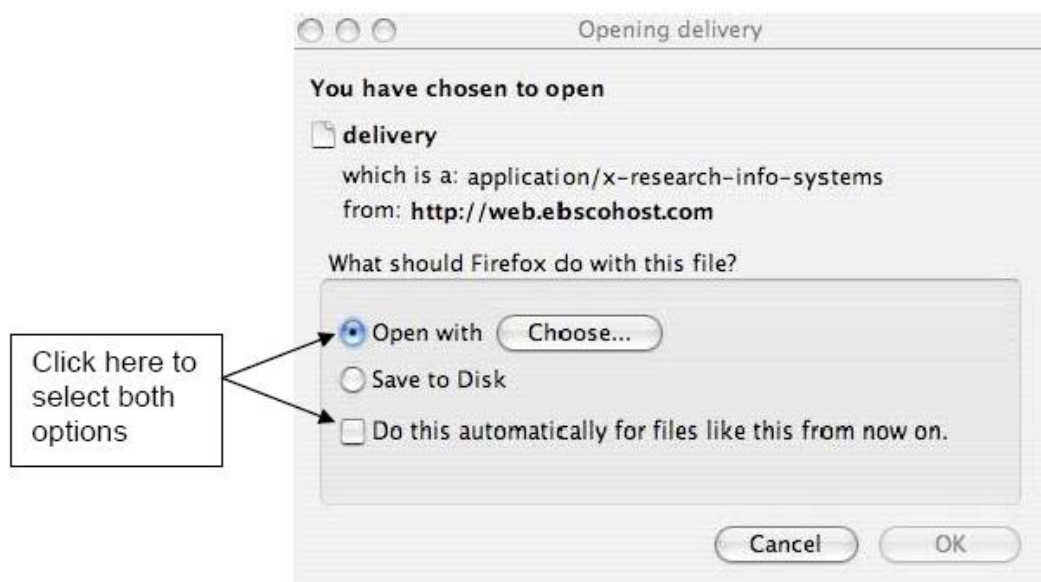 Opening delivery
You have chosen to open
delivery
which is a: application/x-research-info-systems
from: http://web.ebscohost.com
What should Firefox do with this file?
Open with Choose...
Save to Disk
Do this automatically for files like this from now on.
Click here to
select both
options
Cancel OK